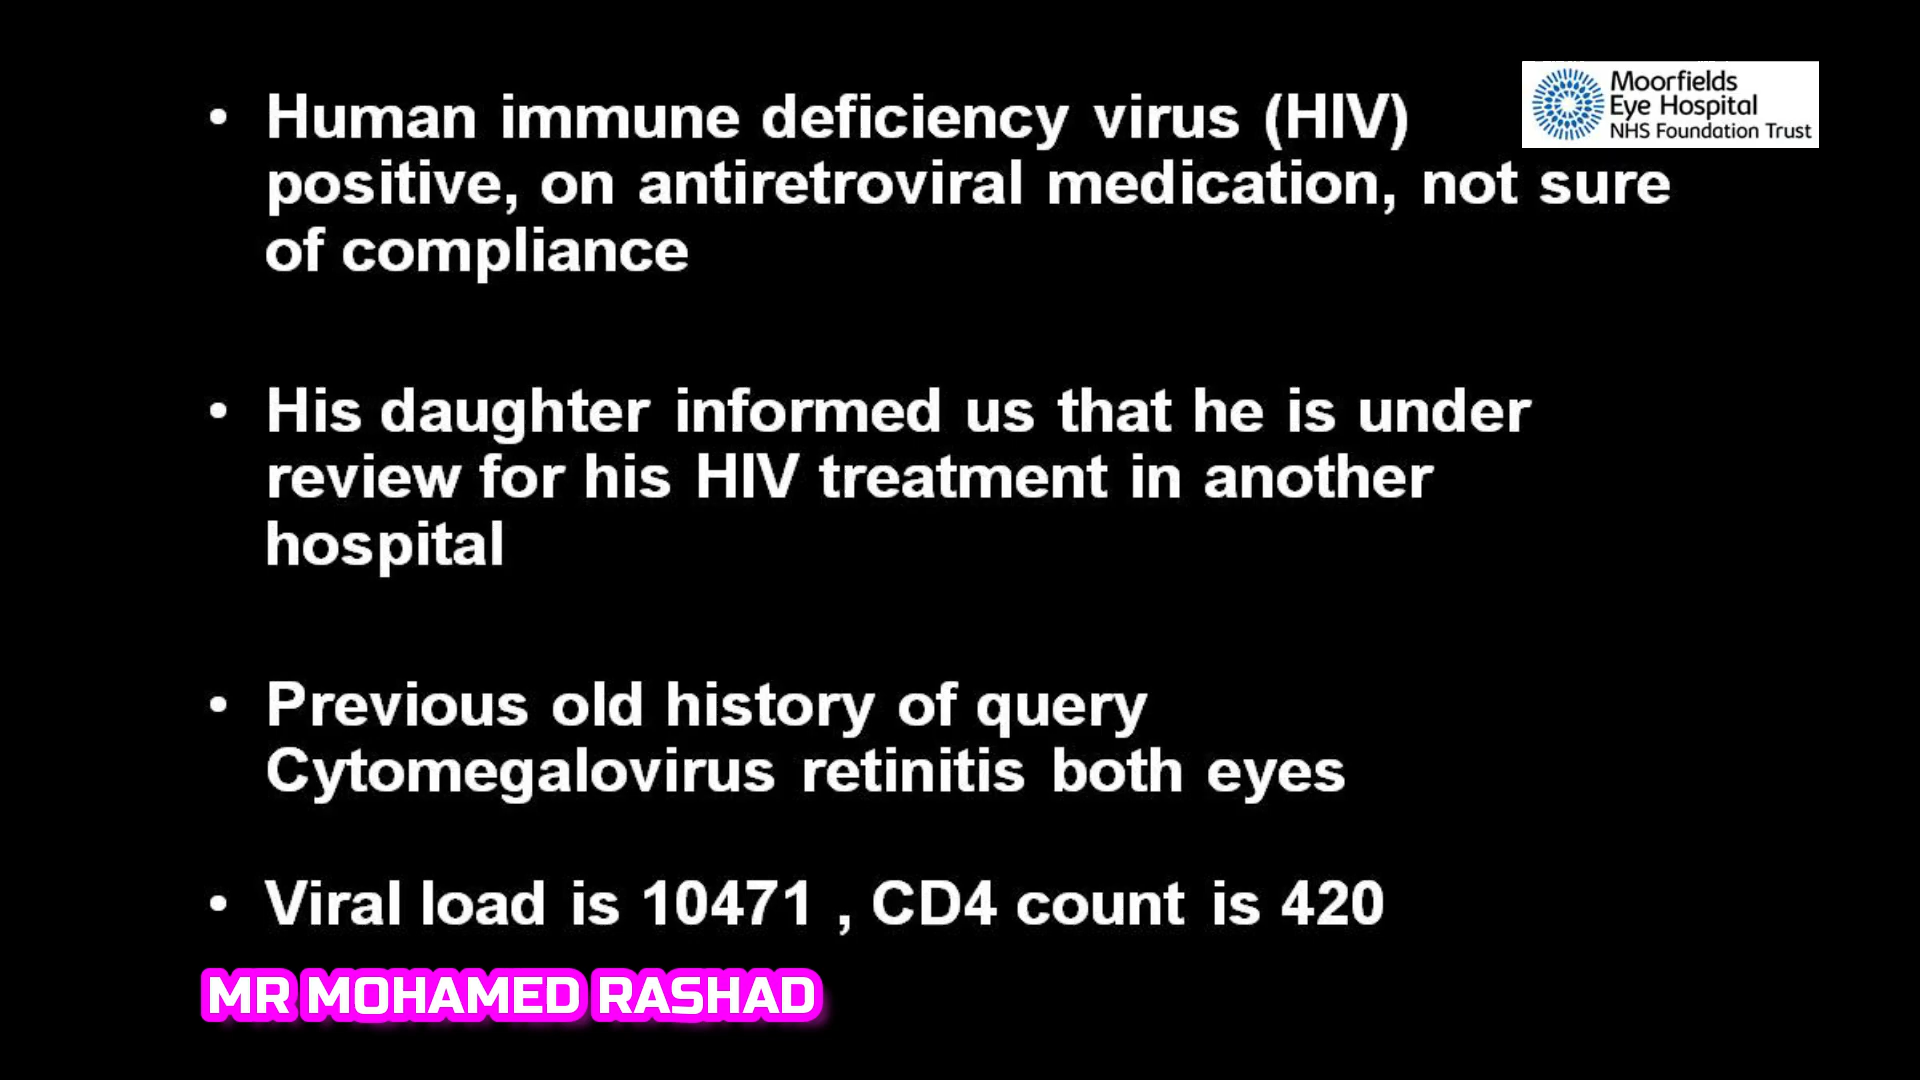 • Human immune deficiency virus (HIV)
positive, on antiretroviral medication, not sure
of compliance
Moorfields
Eye Hospital
NHS Foundation Trust
• His daughter informed us that he is under
review for his HIV treatment in another
hospital
• Previous old history of query
Cytomegalovirus retinitis both eyes
• Viral load is 10471 , CD4 count is 420
MR MOHAMED RASHAD